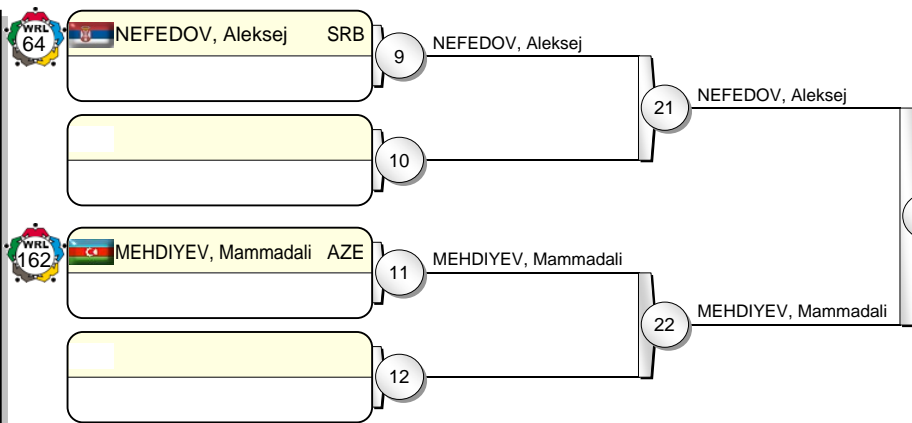 WRL
64
NEFEDOV, Aleksej SRB
9
NEFEDOV, Aleksej
21
NEFEDOV, Aleksej
10
WRL
162
MEHDIYEV, Mammadali AZE
11
MEHDIYEV, Mammadali
22
MEHDIYEV, Mammadali
12